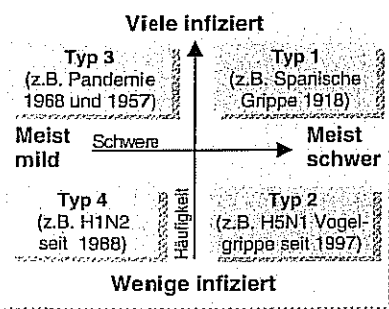 Viele infiziert
Typ 3
(z.B. Pandemie
1968 und 1957)
Typ 1
(z.B. Spanische
Grippe 1918)
Meist
mild
Schwere
Meist
schwer
Häufigkeit
Typ 4
(z.B. H1N2
seit 1988)
Typ 2
(z.B. H5N1 Vogel-
grippe seit 1997)
Wenige infiziert